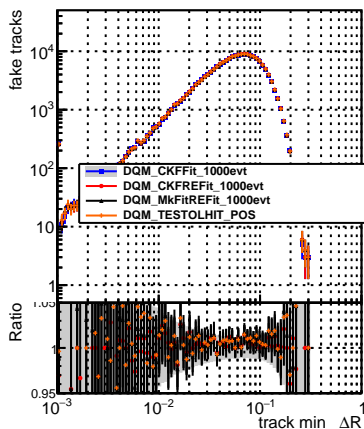 fake tracks
10⁴
10³
10²
10
1
DQM_CKFFit_1000evt
DQM_CKFREFit_1000evt
DQM_MkFitREFit_1000evt
DQM_TESTOLHIT_POS
Ratio
1.05
1
0.95
10⁻³ 10⁻² 10⁻¹ 1
track min ΔR